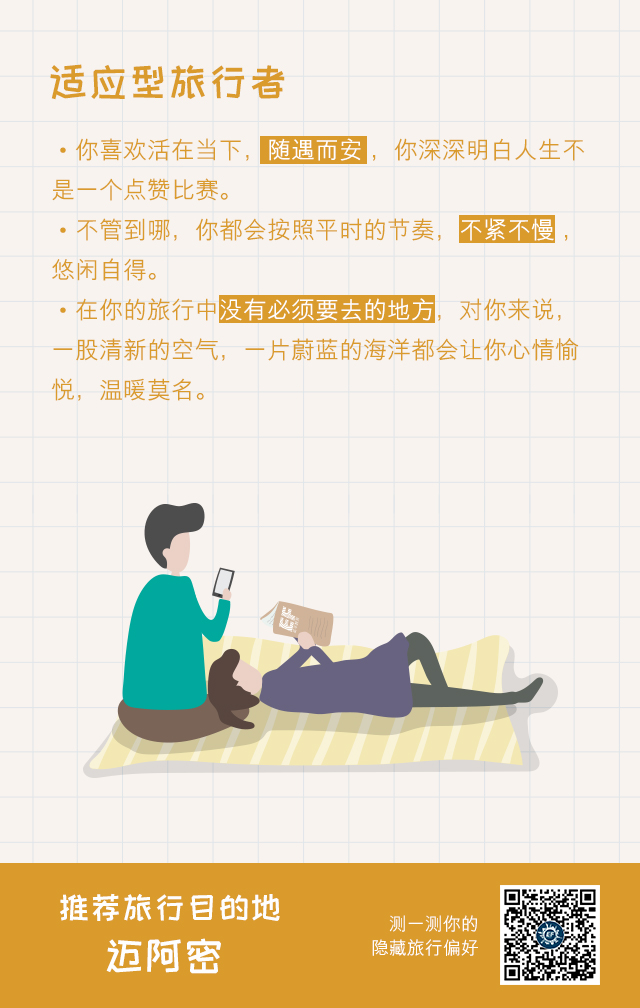 适应型旅行者
•你喜欢活在当下，随遇而安，你深深明白人生不
是一个点赞比赛。
•不管到哪，你都会按照平时的节奏，不紧不慢，
悠闲自得。
•在你的旅行中没有必须要去的地方，对你来说，
一股清新的空气，一片蔚蓝的海洋都会让你心情愉
悦，温暖莫名。
EF
推荐旅行目的地
迈阿密
测一测你的
隐藏旅行偏好